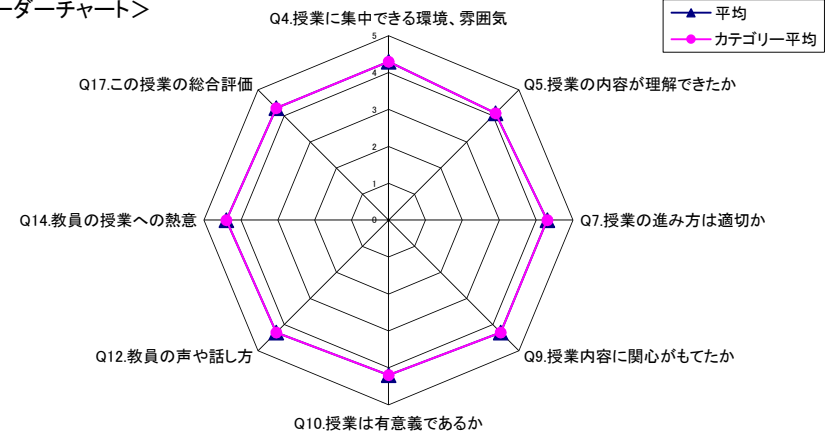 ーダーチャート＞
平均
カテゴリー平均
Q4.授業に集中できる環境、雰囲気
Q5.授業の内容が理解できたか
Q7.授業の進み方は適切か
Q9.授業内容に関心がもてたか
Q10.授業は有意義であるか
Q12.教員の声や話し方
Q14.教員の授業への熱意
Q17.この授業の総合評価
5
4
3
2
1
0